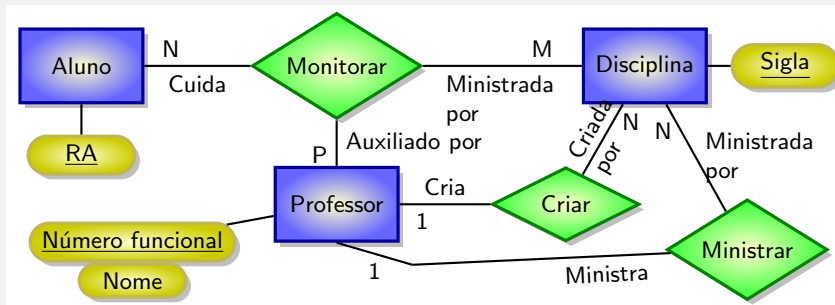 N
M
Aluno
Monitorar
Disciplina
Sigla
Cuida
Ministrada
por
Auxiliado por
Criada
por
N
N
Ministrada
por
RA
P
Cria
Professor
1
Criar
Número funcional
Nome
1
Ministra
Ministrar